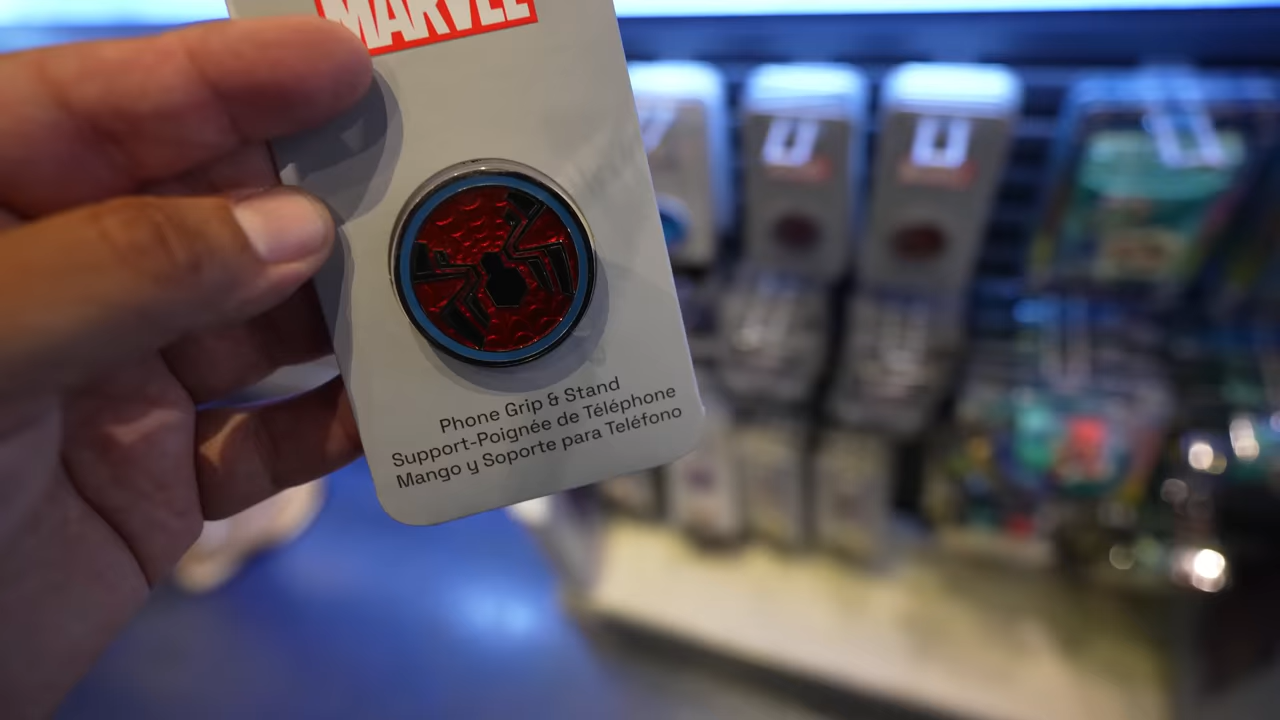 MARVEL
Phone Grip & Stand
Support-Poignée de Téléphone
Mango y Soporte para Teléfono